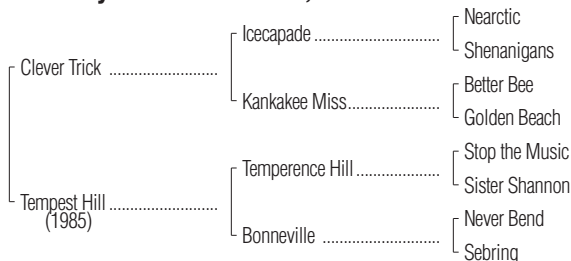 Nearctic
Icecapade
Shenanigans
Clever Trick
Better Bee
Kankakee Miss
Golden Beach
Stop the Music
Temperence Hill
Sister Shannon
Tempest Hill
(1985)
Never Bend
Bonneville
Sebring